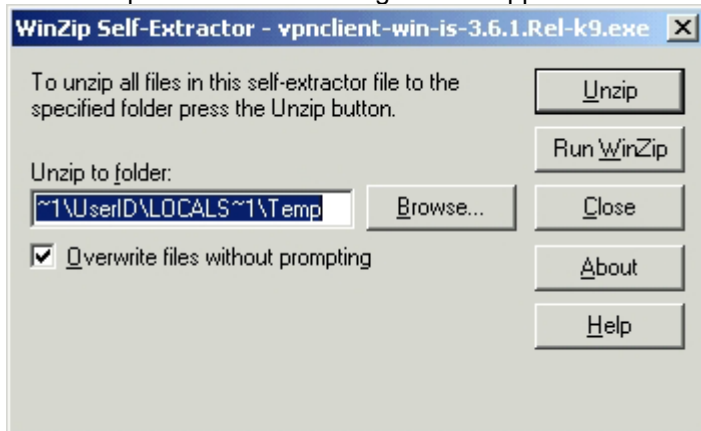 WinZip Self-Extractor - vpnclient-win-is-3.6.1.Rel-k9.exe
To unzip all files in this self-extractor file to the
specified folder press the Unzip button.
Unzip to folder:
~1\UserID\LOCALS~1\Temp
Browse...
Overwrite files without prompting
Unzip
Run WinZip
Close
About
Help